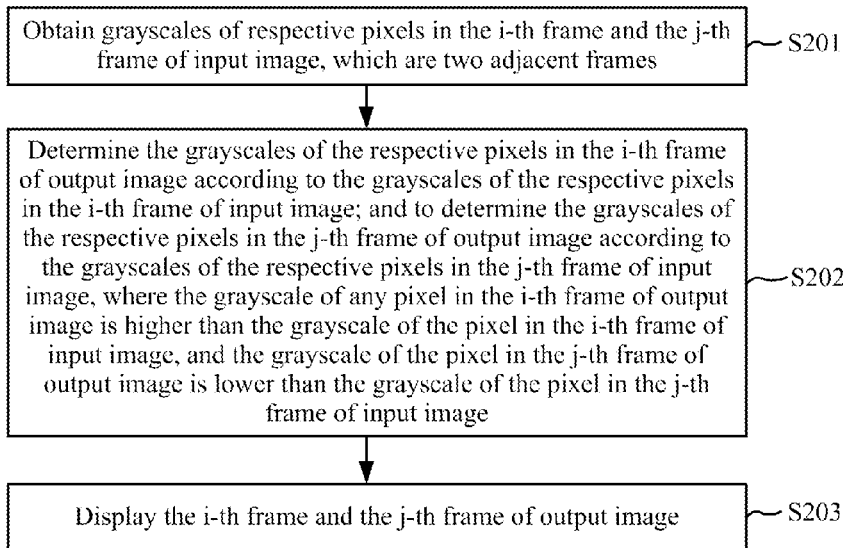 Obtain grayscales of respective pixels in the i-th frame and the j-th
frame of input image, which are two adjacent frames
S201
Determine the grayscales of the respective pixels in the i-th frame
of output image according to the grayscales of the respective pixels
in the i-th frame of input image; and to determine the grayscales of
the respective pixels in the j-th frame of output image according to
the grayscales of the respective pixels in the j-th frame of input
image, where the grayscale of any pixel in the i-th frame of output
image is higher than the grayscale of the pixel in the i-th frame of
input image, and the grayscale of the pixel in the j-th frame of
output image is lower than the grayscale of the pixel in the j-th
frame of input image
S202
Display the i-th frame and the j-th frame of output image
S203